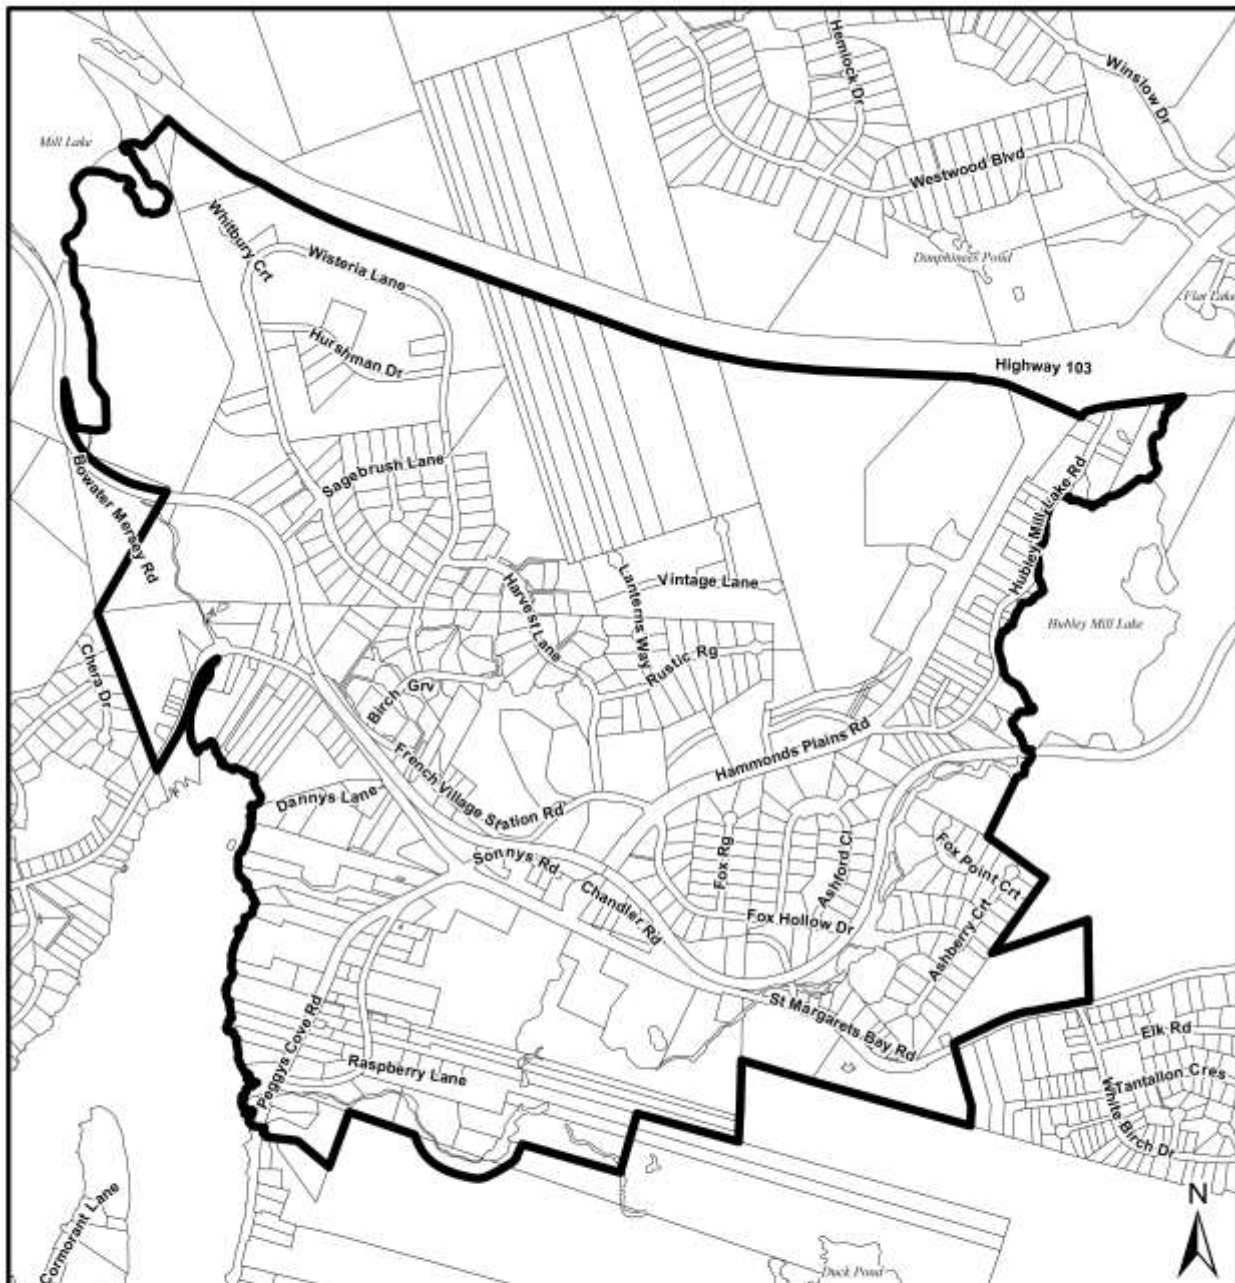 Hemlock Dr
Winslow Dr
Mill Lake
Westwood Blvd
Whitbury Crt
Wisteria Lane
Dauphinees Pond
Flat Lake
Hurshman Dr
Highway 103
Sagebrush Lane
Bowater Mersey Rd
Hubley Mill Lake Rd
Harvest Lane
Lanterns Way
Vintage Lane
Hubley Mill Lake
Chera Dr
Rustic Rg
Birch Grv
Hammonds Plains Rd
French Village Station Rd
Dannys Lane
Sonnys Rd
Fox Rg
Ashford Cl
Fox Point Crt
Chandler Rd
Fox Hollow Dr
Ashberry Crt
St Margarets Bay Rd
Peggys Cove Rd
Elk Rd
Raspberry Lane
Tantallon Cres
White Birch Dr
Cormorant Lane
N
Duck Pond